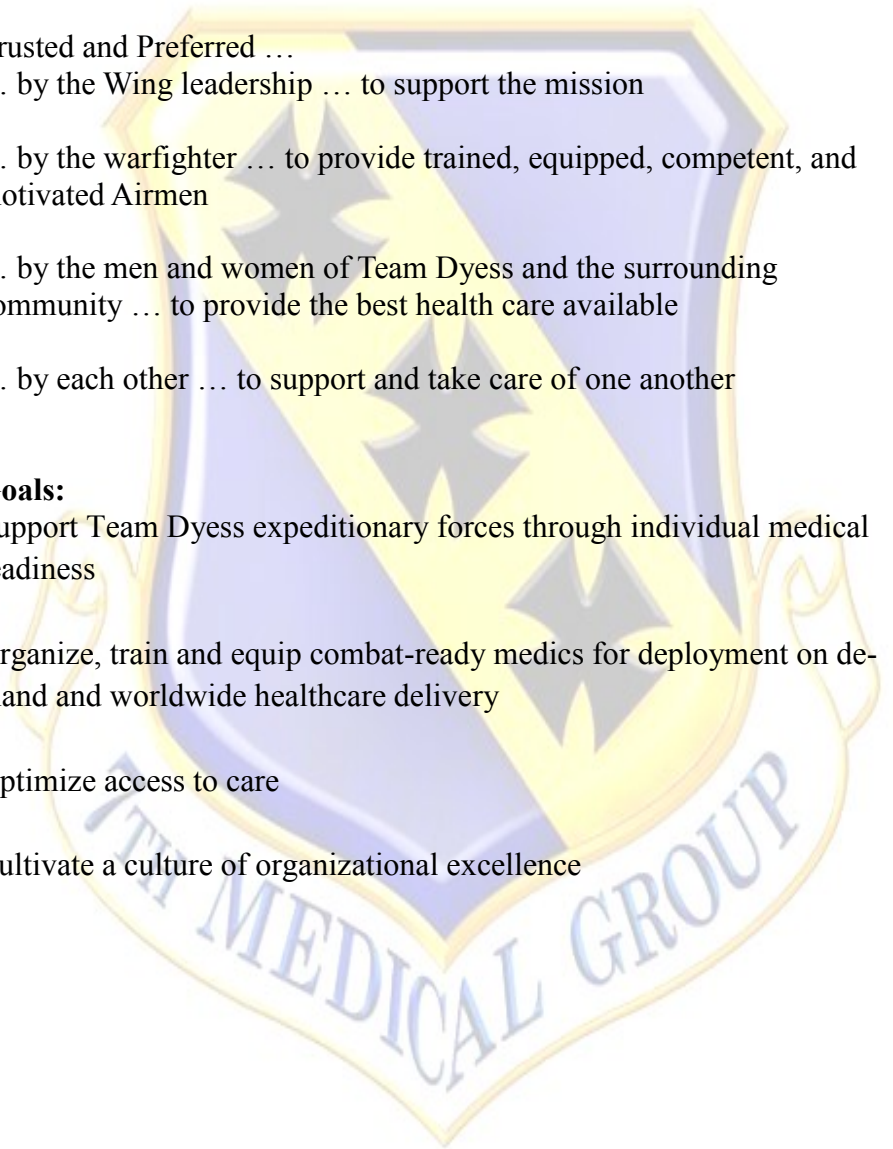 rusted and Preferred …
. by the Wing leadership … to support the mission
. by the warfighter … to provide trained, equipped, competent, and
otivated Airmen
. by the men and women of Team Dyess and the surrounding
ommunity … to provide the best health care available
. by each other … to support and take care of one another
oals:
upport Team Dyess expeditionary forces through individual medical
eadiness
rganize, train and equip combat-ready medics for deployment on de-
and and worldwide healthcare delivery
ptimize access to care
ultivate a culture of organizational excellence
7TH MEDICAL GROUP